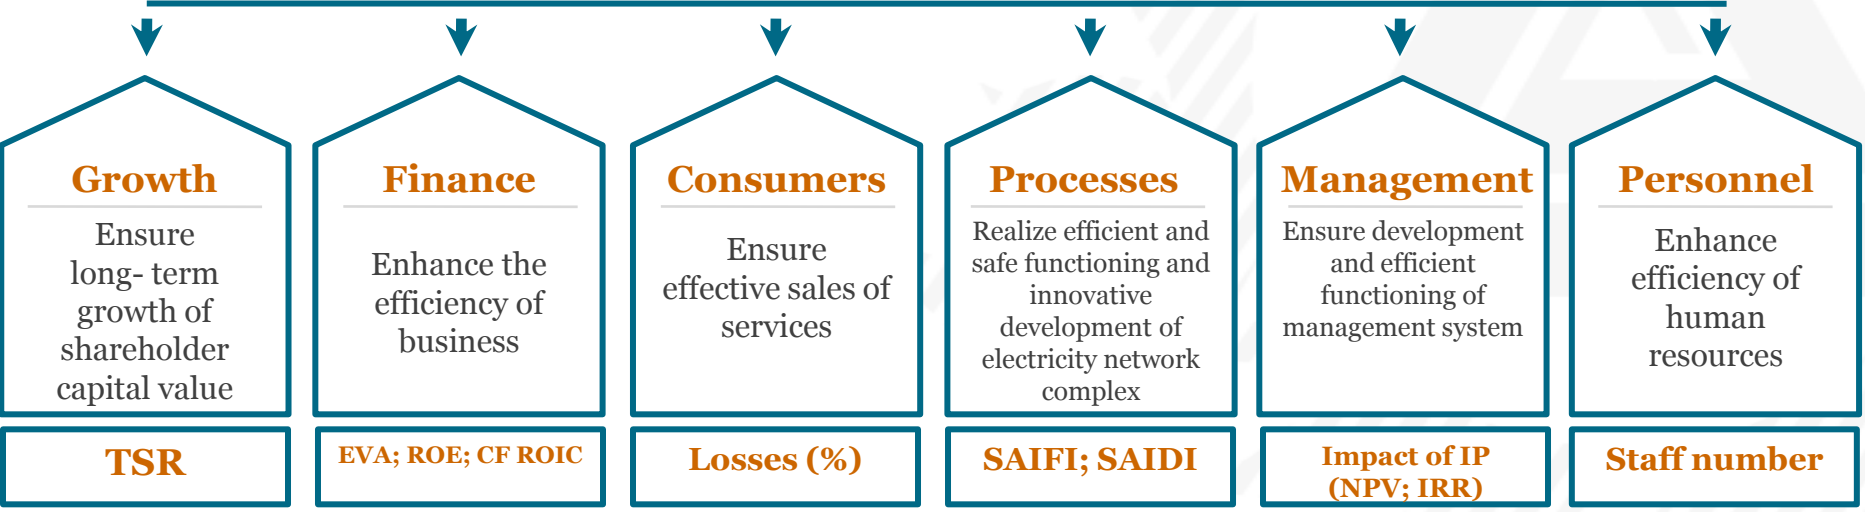 Growth
Ensure
long- term
growth of
shareholder
capital value
TSR
Finance
Enhance the
efficiency of
business
EVA; ROE; CF ROIC
Consumers
Ensure
effective sales of
services
Losses (%)
Processes
Realize efficient and
safe functioning and
innovative
development of
electricity network
complex
SAIFI; SAIDI
Management
Ensure development
and efficient
functioning of
management system
Impact of IP
(NPV; IRR)
Personnel
Enhance
efficiency of
human
resources
Staff number